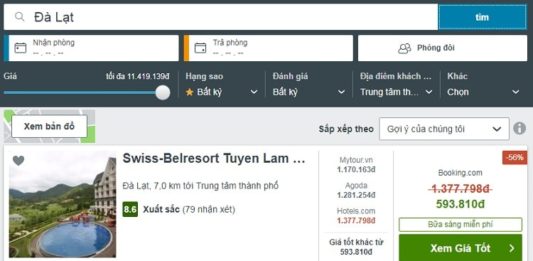 Đà Lạt
tìm
Nhận phòng
-- . -- . --
Trả phòng
-- . -- . --
Phòng đôi
Giá
tối đa 11.419.139đ
Hạng sao
Bất kỳ
Đánh giá
Bất kỳ
Địa điểm khách ...
Trung tâm th...
Khác
Chọn
Xem bản đồ
Sắp xếp theo
Gợi ý của chúng tôi
Swiss-Belresort Tuyen Lam ...
Đà Lạt, 7,0 km tới Trung tâm thành phố
8.6 Xuất sắc (79 nhận xét)
Mytour.vn
1.170.163đ
Agoda
1.281.254đ
Hotels.com
1.377.798đ
Giá tốt khác từ
593.810đ
-56%
Booking.com
1.377.798đ
593.810đ
Bữa sáng miễn phí
Xem Giá Tốt